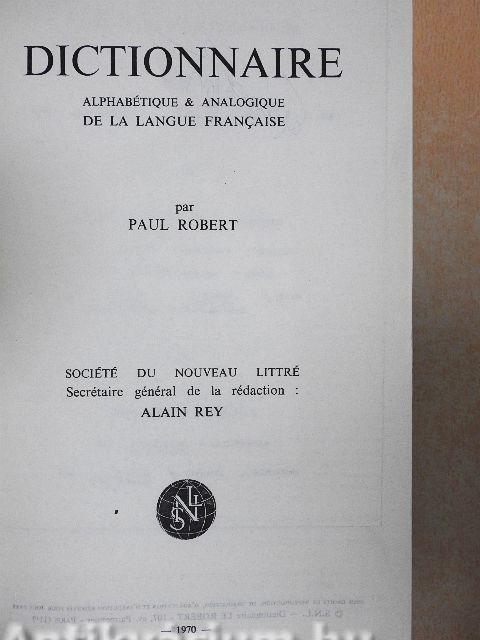 DICTIONNAIRE
ALPHABÉTIQUE & ANALOGIQUE
DE LA LANGUE FRANÇAISE
par
PAUL ROBERT
SOCIÉTÉ DU NOUVEAU LITTRÉ
Secrétaire général de la rédaction :
ALAIN REY
SNL
— 1970 —